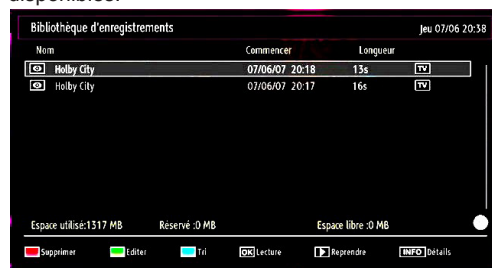 disponibles.
Bibliothèque d'enregistrements Jeu 07/06 20:38
Nom Commencer Longueur
Holby City 07/06/07 20:18 13s TV
Holby City 07/06/07 20:17 16s TV
Espace utilisé:1317 MB Réservé :0 MB Espace libre :0 MB
Supprimer Editer Tri OK Lecture Reprendre INFO Détails